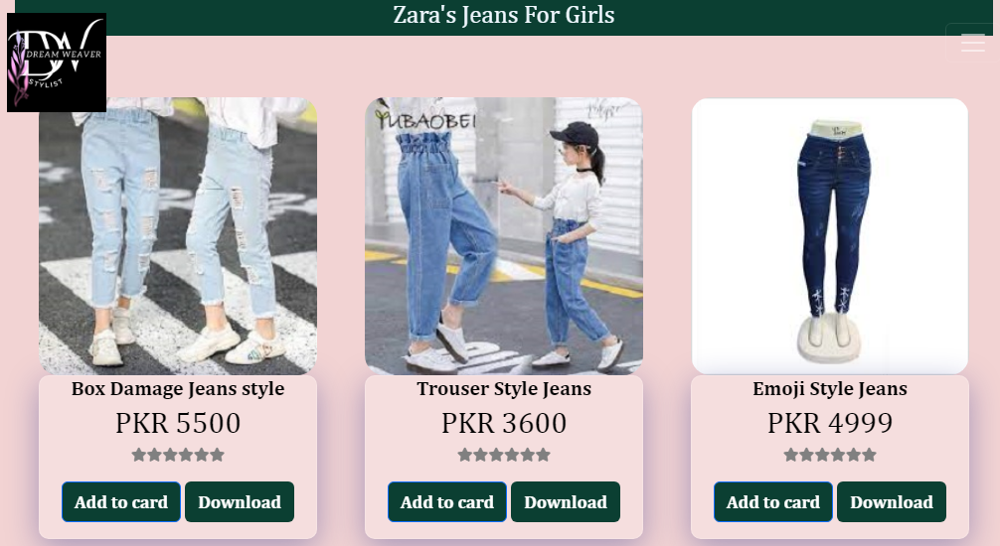 Zara's Jeans For Girls
DW
DREAM WEAVER
STYLIST
YUBAOBEI
Box Damage Jeans style
PKR 5500
Add to card
Download
Trouser Style Jeans
PKR 3600
Add to card
Download
Emoji Style Jeans
PKR 4999
Add to card
Download